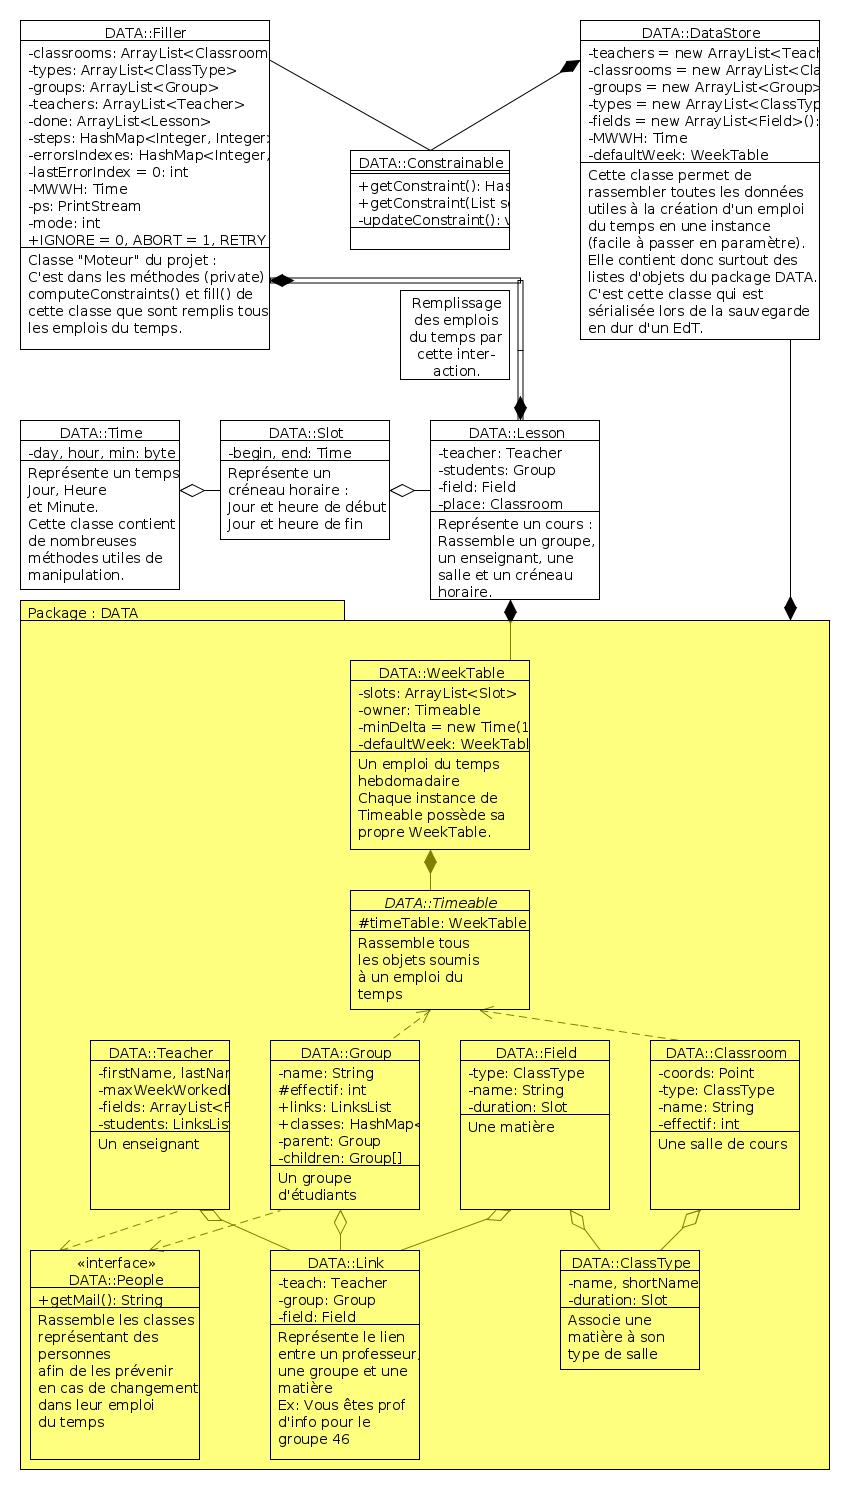 DATA::Filler
-classrooms: ArrayList<Classroom
-types: ArrayList<ClassType>
-groups: ArrayList<Group>
-teachers: ArrayList<Teacher>
-done: ArrayList<Lesson>
-steps: HashMap<Integer, Integer>
-errorsIndexes: HashMap<Integer,
-lastErrorIndex = 0: int
-MWWH: Time
-ps: PrintStream
-mode: int
+IGNORE = 0, ABORT = 1, RETRY
Classe "Moteur" du projet :
C'est dans les méthodes (private)
computeConstraints() et fill() de
cette classe que sont remplis tous
les emplois du temps.
DATA::Constrainable
+getConstraint(): Has
+getConstraint(List s
-updateConstraint(): v
DATA::DataStore
-teachers = new ArrayList<Teach
-classrooms = new ArrayList<Cla
-groups = new ArrayList<Group>
-types = new ArrayList<ClassTyp
-fields = new ArrayList<Field>():
-MWWH: Time
-defaultWeek: WeekTable
Cette classe permet de
rassembler toutes les données
utiles à la création d'un emploi
du temps en une instance
(facile à passer en paramètre).
Elle contient donc surtout des
listes d'objets du package DATA.
C'est cette classe qui est
sérialisée lors de la sauvegarde
en dur d'un EdT.
Remplissage
des emplois
du temps par
cette inter-
action.
DATA::Time
-day, hour, min: byte
Représente un temps
Jour, Heure
et Minute.
Cette classe contient
de nombreuses
méthodes utiles de
manipulation.
DATA::Slot
-begin, end: Time
Représente un
créneau horaire :
Jour et heure de début
Jour et heure de fin
DATA::Lesson
-teacher: Teacher
-students: Group
-field: Field
-place: Classroom
Représente un cours :
Rassemble un groupe,
un enseignant, une
salle et un créneau
horaire.
Package : DATA
DATA::WeekTable
-slots: ArrayList<Slot>
-owner: Timeable
-minDelta = new Time(1
-defaultWeek: WeekTabl
Un emploi du temps
hebdomadaire
Chaque instance de
Timeable possède sa
propre WeekTable.
DATA::Timeable
#timeTable: WeekTable
Rassemble tous
les objets soumis
à un emploi du
temps
DATA::Teacher
-firstName, lastNar
-maxWeekWorked
-fields: ArrayList<F
-students: LinksLis
Un enseignant
DATA::Group
-name: String
#effectif: int
+links: LinksList
+classes: HashMap<
-parent: Group
-children: Group[]
Un groupe
d'étudiants
DATA::Field
-type: ClassType
-name: String
-duration: Slot
Une matière
DATA::Classroom
-coords: Point
-type: ClassType
-name: String
-effectif: int
Une salle de cours
«interface»
DATA::People
+getMail(): String
Rassemble les classes
représentant des
personnes
afin de les prévenir
en cas de changement
dans leur emploi
du temps
DATA::Link
-teach: Teacher
-group: Group
-field: Field
Représente le lien
entre un professeur,
une groupe et une
matière
Ex: Vous êtes prof
d'info pour le
groupe 46
DATA::ClassType
-name, shortName
-duration: Slot
Associe une
matière à son
type de salle